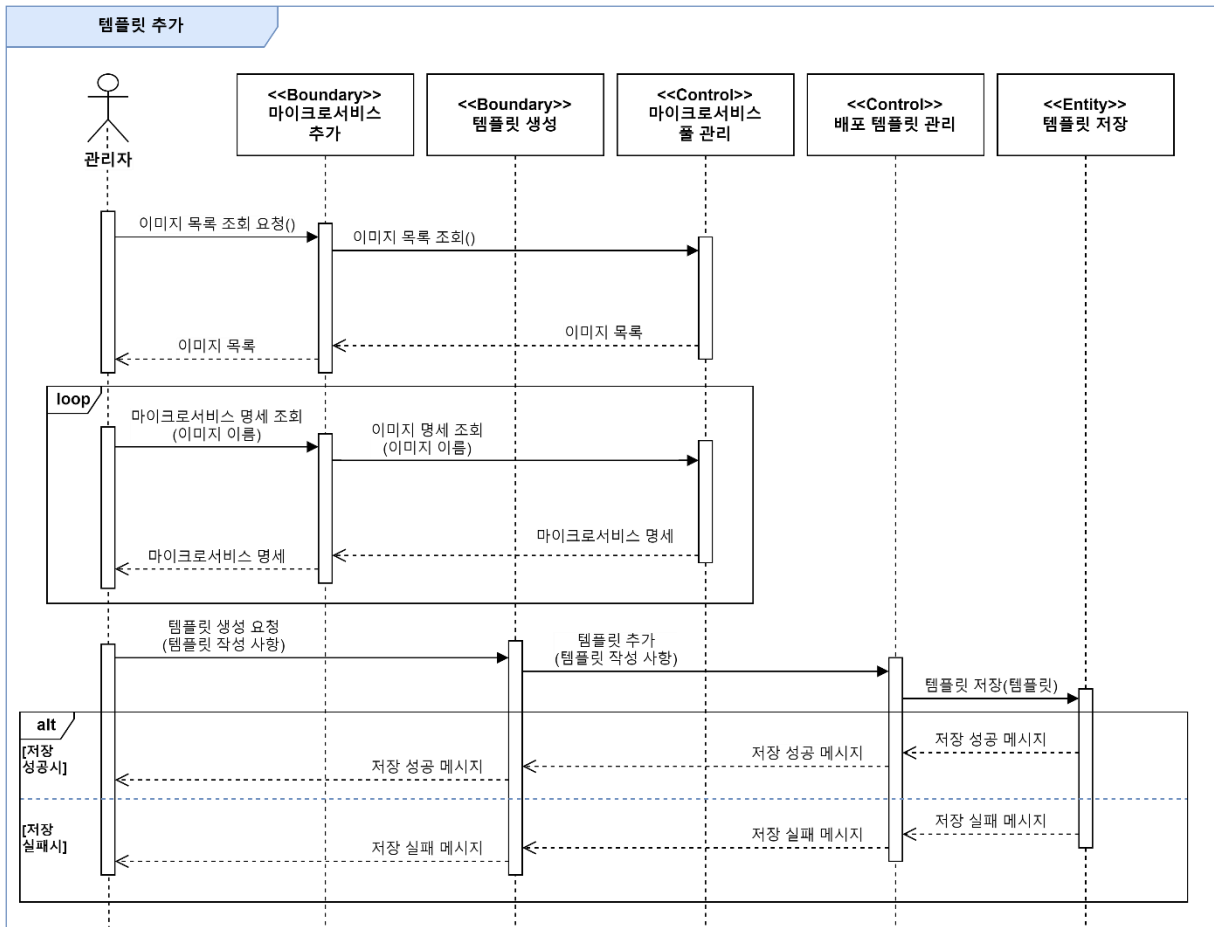 템플릿 추가
관리자
<<Boundary>>
마이크로서비스
추가
<<Boundary>>
템플릿 생성
<<Control>>
마이크로서비스
풀 관리
<<Control>>
배포 템플릿 관리
<<Entity>>
템플릿 저장
이미지 목록 조회 요청()
이미지 목록 조회()
이미지 목록
이미지 목록
loop
마이크로서비스 명세 조회
(이미지 이름)
이미지 명세 조회
(이미지 이름)
마이크로서비스 명세
마이크로서비스 명세
템플릿 생성 요청
(템플릿 작성 사항)
템플릿 추가
(템플릿 작성 사항)
템플릿 저장(템플릿)
alt
[저장
성공시]
저장 성공 메시지
저장 성공 메시지
저장 성공 메시지
[저장
실패시]
저장 실패 메시지
저장 실패 메시지
저장 실패 메시지